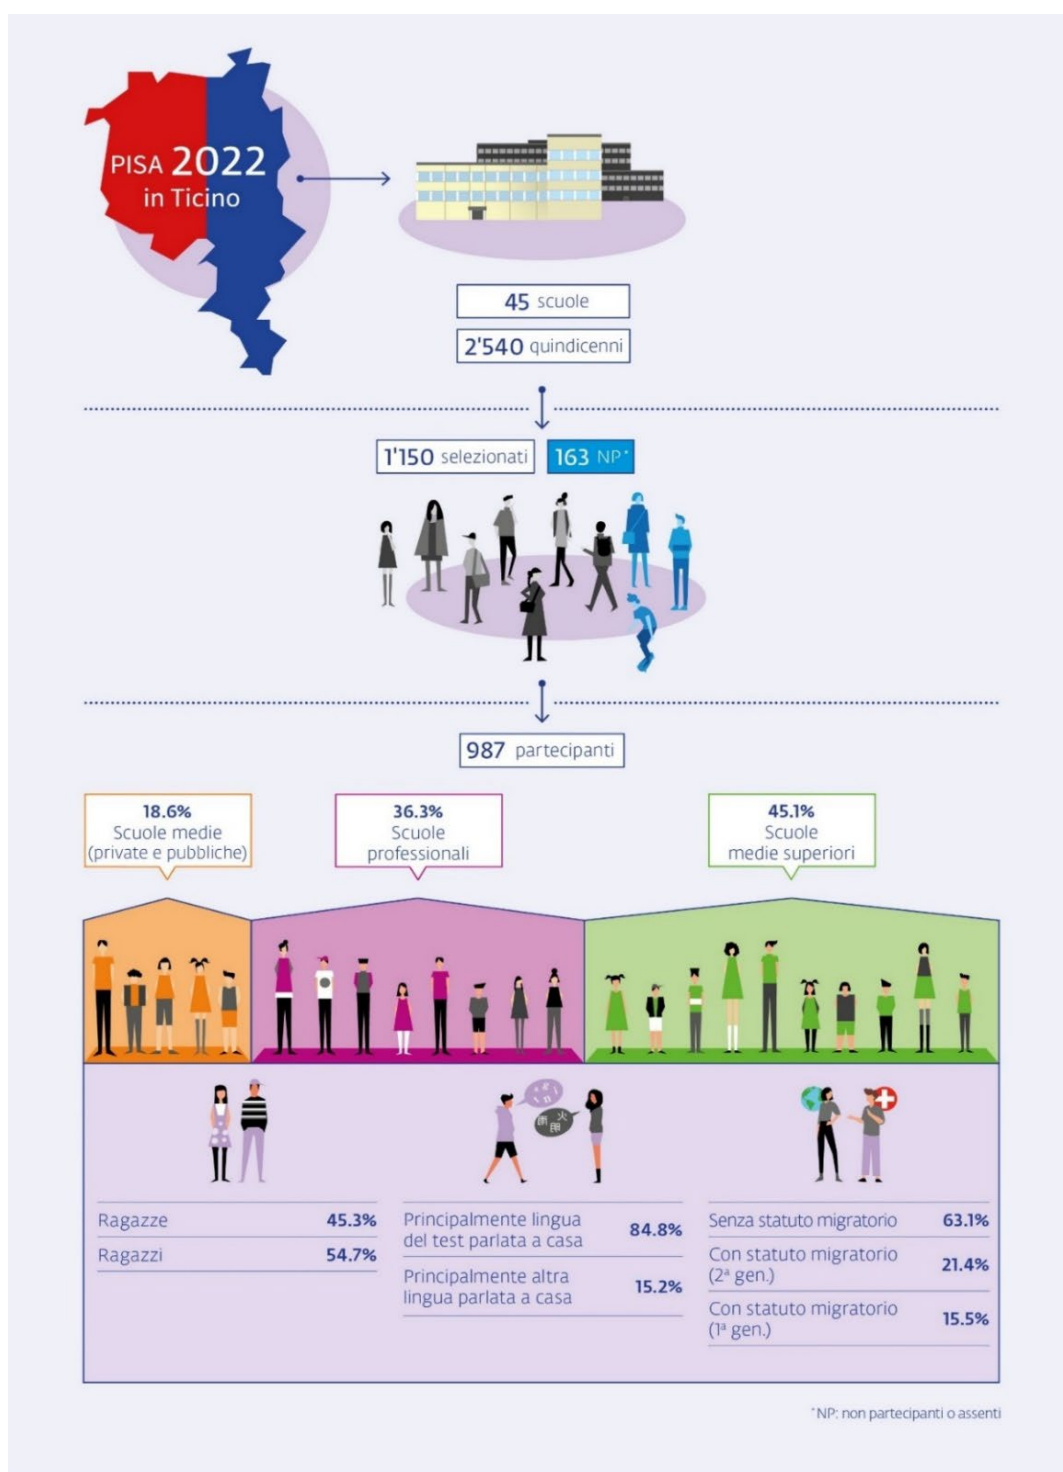 PISA 2022
in Ticino
45 scuole
2'540 quindicenni
1'150 selezionati
163 NP*
987 partecipanti
18.6%
Scuole medie
(private e pubbliche)
36.3%
Scuole
professionali
45.1%
Scuole
medie superiori
Ragazze 45.3%
Ragazzi 54.7%
Principalmente lingua
del test parlata a casa 84.8%
Principalmente altra
lingua parlata a casa 15.2%
Senza statuto migratorio 63.1%
Con statuto migratorio
(2ª gen.) 21.4%
Con statuto migratorio
(1ª gen.) 15.5%
*NP: non partecipanti o assenti